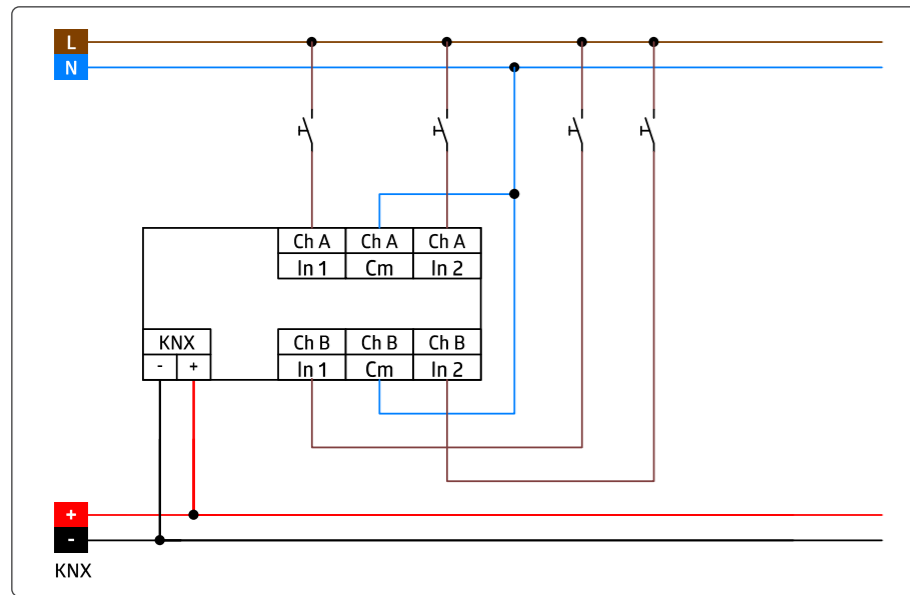 L
N
Ch A Ch A Ch A
In 1 Cm In 2
KNX Ch B Ch B Ch B
- + In 1 Cm In 2
+
-
KNX